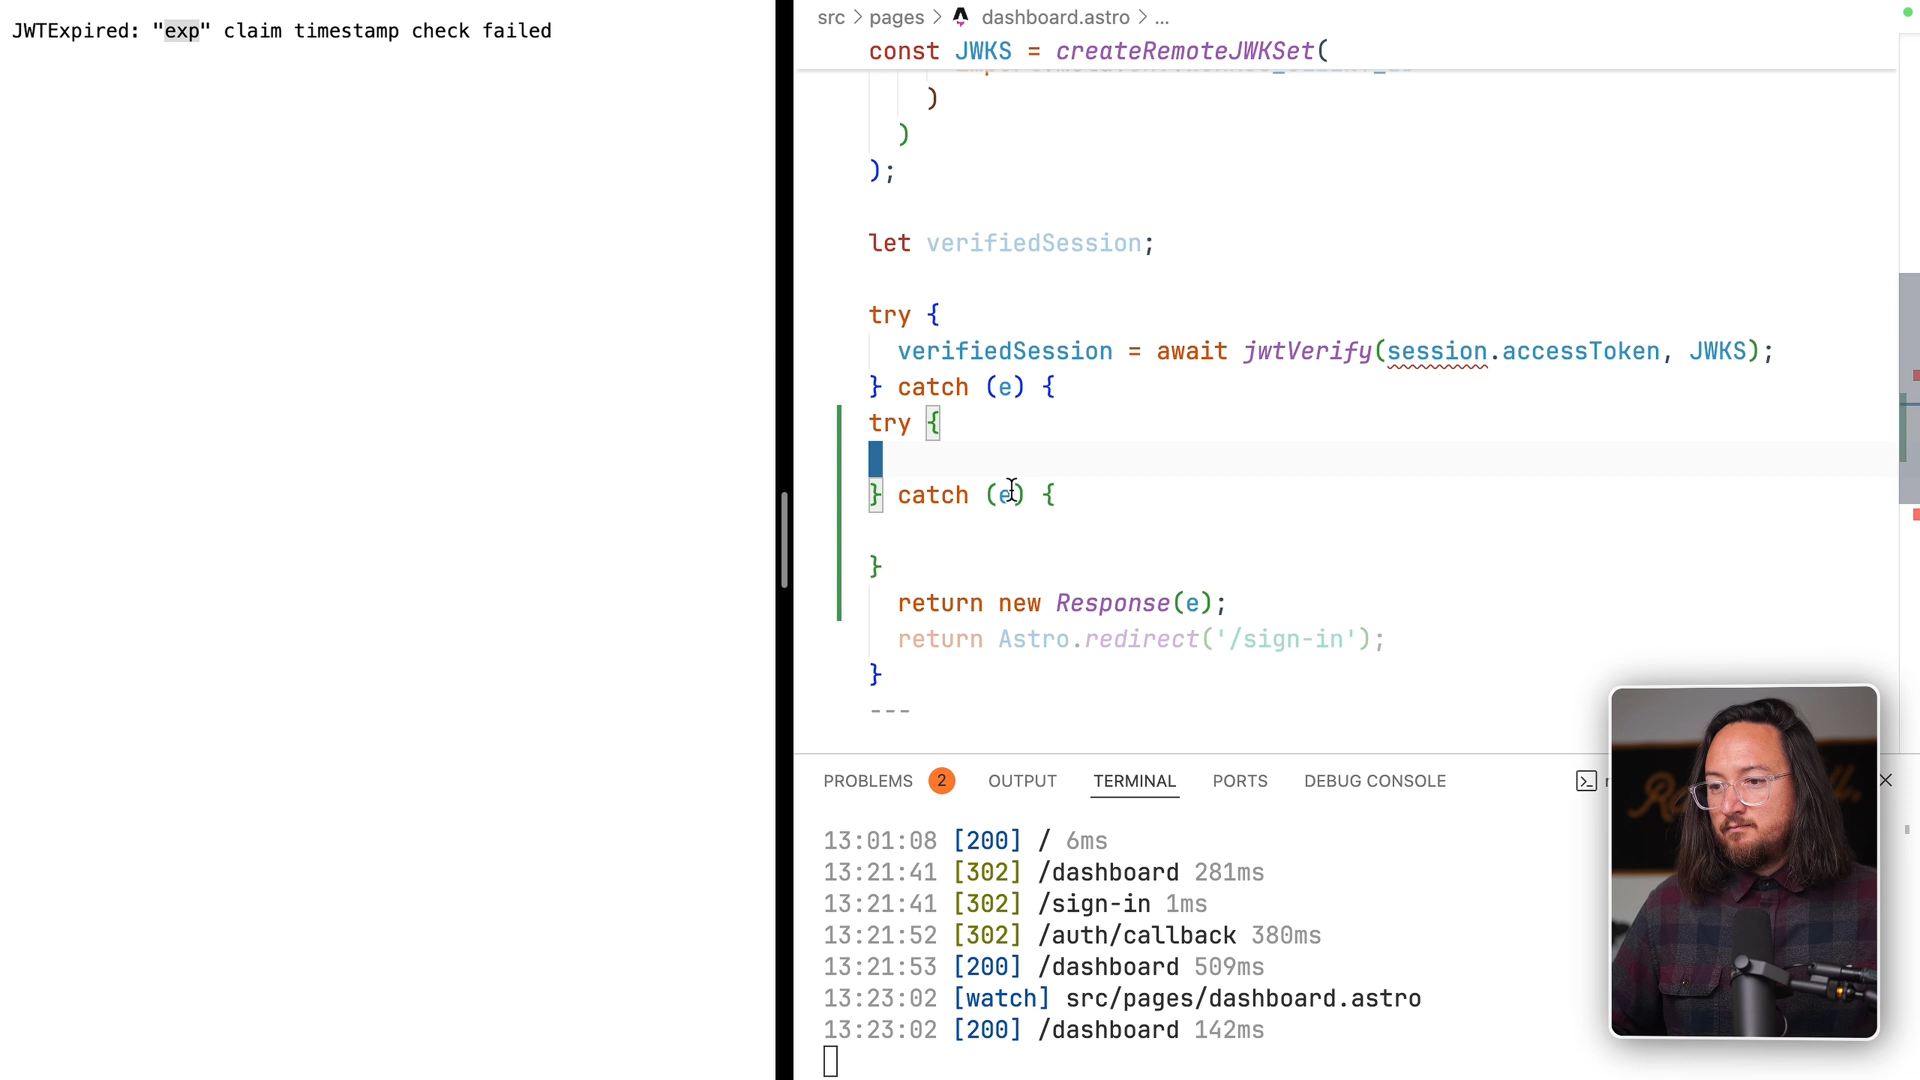 JWTExpired: "exp" claim timestamp check failed
src > pages > dashboard.astro > ...
const JWKS = createRemoteJWKSet(
)
)
);
let verifiedSession;
try {
verifiedSession = await jwtVerify(session.accessToken, JWKS);
} catch (e) {
try {
} catch (e) {
}
return new Response(e);
return Astro.redirect('/sign-in');
}
---
PROBLEMS 2 OUTPUT TERMINAL PORTS DEBUG CONSOLE
13:01:08 [200] / 6ms
13:21:41 [302] /dashboard 281ms
13:21:41 [302] /sign-in 1ms
13:21:52 [302] /auth/callback 380ms
13:21:53 [200] /dashboard 509ms
13:23:02 [watch] src/pages/dashboard.astro
13:23:02 [200] /dashboard 142ms